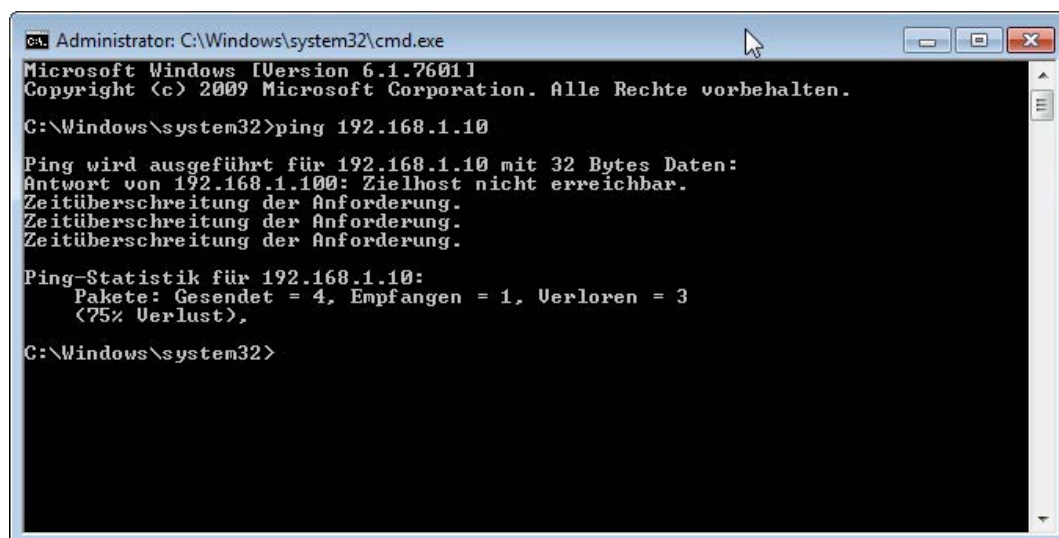 Administrator: C:\Windows\system32\cmd.exe
Microsoft Windows [Version 6.1.7601]
Copyright (c) 2009 Microsoft Corporation. Alle Rechte vorbehalten.
C:\Windows\system32>ping 192.168.1.10
Ping wird ausgeführt für 192.168.1.10 mit 32 Bytes Daten:
Antwort von 192.168.1.100: Zielhost nicht erreichbar.
Zeitüberschreitung der Anforderung.
Zeitüberschreitung der Anforderung.
Zeitüberschreitung der Anforderung.
Ping-Statistik für 192.168.1.10:
Pakete: Gesendet = 4, Empfangen = 1, Verloren = 3
(75% Verlust),
C:\Windows\system32>